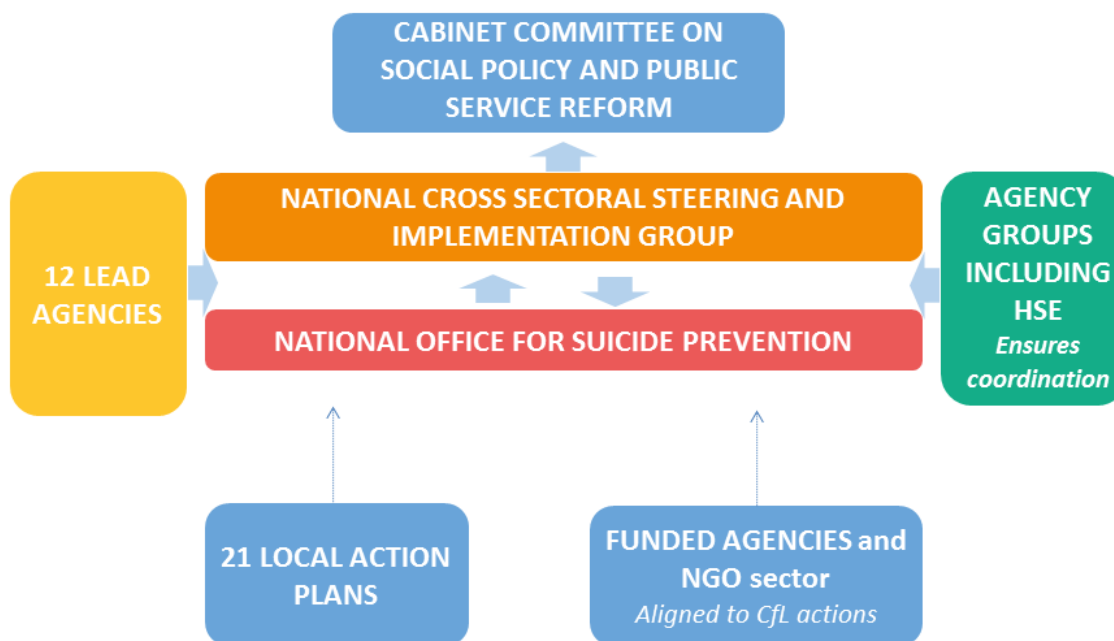 CABINET COMMITTEE ON
SOCIAL POLICY AND PUBLIC
SERVICE REFORM
12 LEAD
AGENCIES
NATIONAL CROSS SECTORAL STEERING AND
IMPLEMENTATION GROUP
NATIONAL OFFICE FOR SUICIDE PREVENTION
AGENCY
GROUPS
INCLUDING
HSE
Ensures
coordination
21 LOCAL ACTION
PLANS
FUNDED AGENCIES and
NGO sector
Aligned to CfL actions